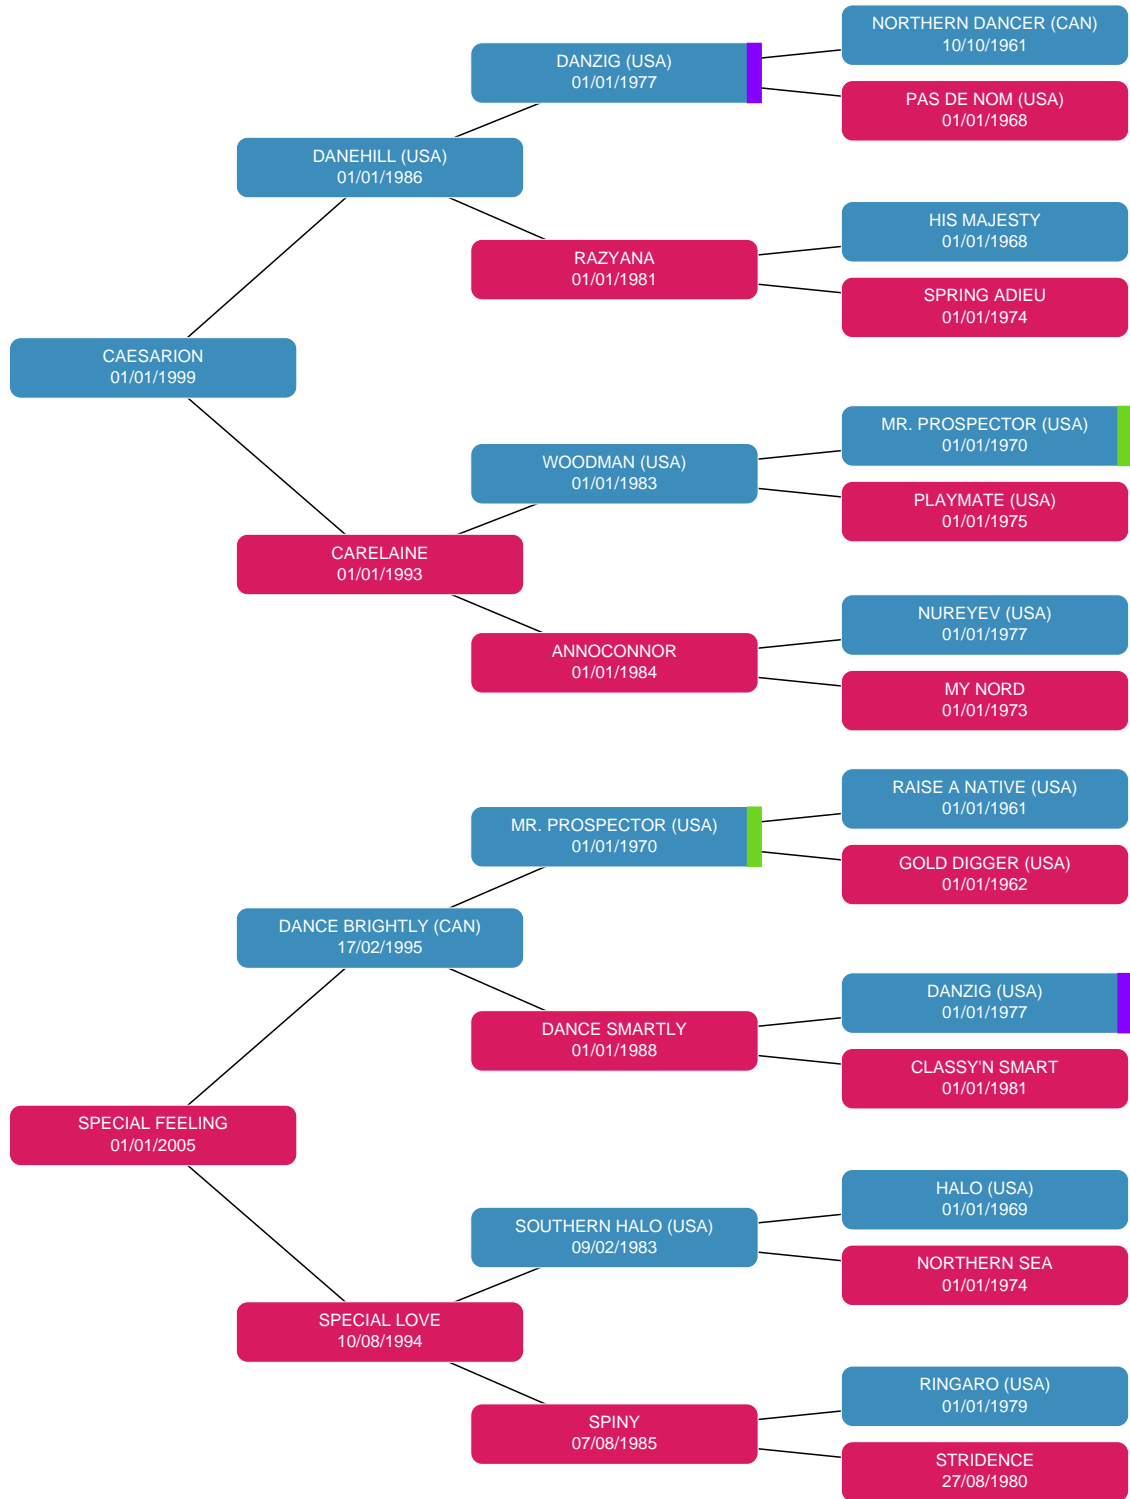 NORTHERN DANCER (CAN)
10/10/1961
DANZIG (USA)
01/01/1977
PAS DE NOM (USA)
01/01/1968
DANEHILL (USA)
01/01/1986
HIS MAJESTY
01/01/1968
RAZYANA
01/01/1981
SPRING ADIEU
01/01/1974
CAESARION
01/01/1999
MR. PROSPECTOR (USA)
01/01/1970
WOODMAN (USA)
01/01/1983
PLAYMATE (USA)
01/01/1975
CARELAINE
01/01/1993
NUREYEV (USA)
01/01/1977
ANNOCONNOR
01/01/1984
MY NORD
01/01/1973
RAISE A NATIVE (USA)
01/01/1961
MR. PROSPECTOR (USA)
01/01/1970
GOLD DIGGER (USA)
01/01/1962
DANCE BRIGHTLY (CAN)
17/02/1995
DANZIG (USA)
01/01/1977
DANCE SMARTLY
01/01/1988
CLASSY'N SMART
01/01/1981
SPECIAL FEELING
01/01/2005
HALO (USA)
01/01/1969
SOUTHERN HALO (USA)
09/02/1983
NORTHERN SEA
01/01/1974
SPECIAL LOVE
10/08/1994
RINGARO (USA)
01/01/1979
SPINY
07/08/1985
STRIDENCE
27/08/1980